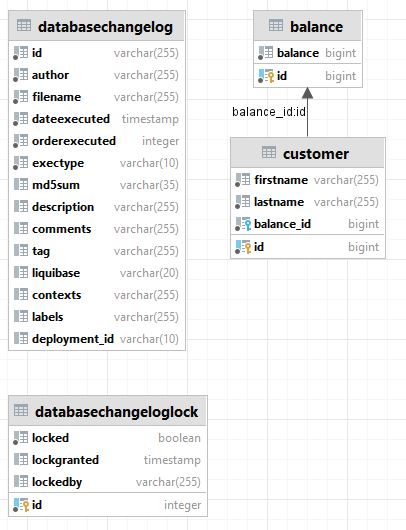 databasechangelog
id varchar(255)
author varchar(255)
filename varchar(255)
dateexecuted timestamp
orderexecuted integer
exectype varchar(10)
md5sum varchar(35)
description varchar(255)
comments varchar(255)
tag varchar(255)
liquibase varchar(20)
contexts varchar(255)
labels varchar(255)
deployment_id varchar(10)
balance
balance bigint
id bigint
balance_id:id
customer
firstname varchar(255)
lastname varchar(255)
balance_id bigint
id bigint
databasechangeloglock
locked boolean
lockgranted timestamp
lockedby varchar(255)
id integer